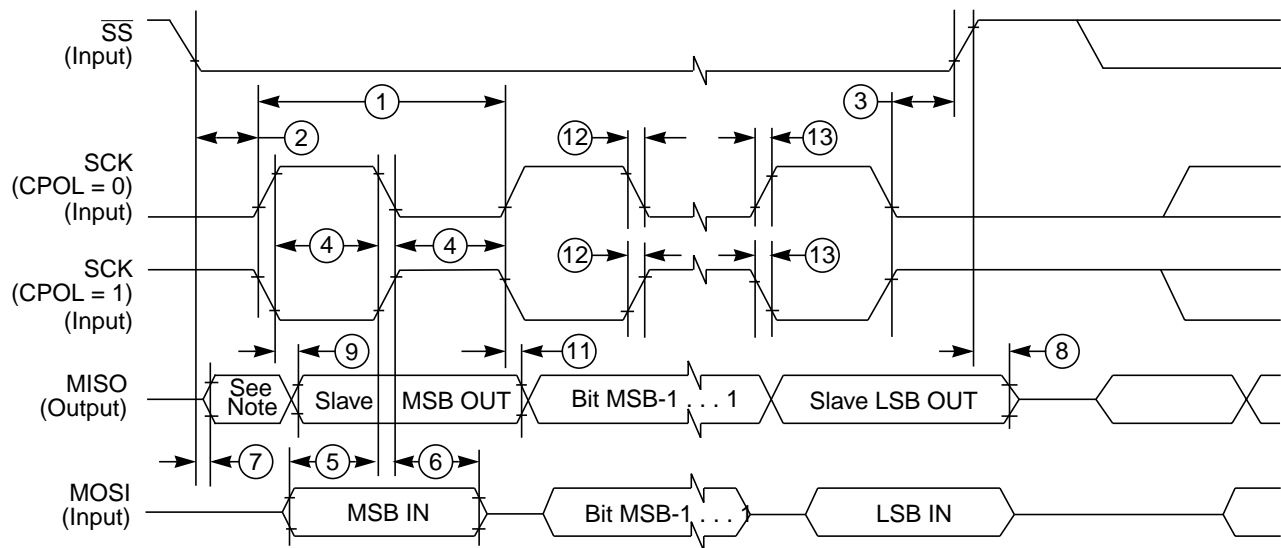 SS
(Input)
1
3
2
12
13
SCK
(CPOL = 0)
(Input)
4
4
SCK
(CPOL = 1)
(Input)
12
13
9
11
8
MISO
(Output)
See
Note
Slave
MSB OUT
Bit MSB-1 . . . 1
Slave LSB OUT
7
5
6
MOSI
(Input)
MSB IN
Bit MSB-1 . . . 1
LSB IN